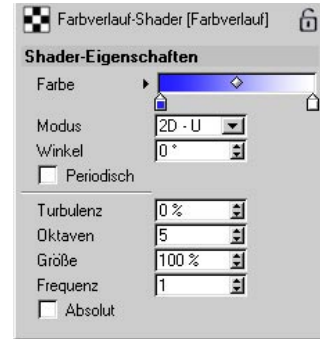 Farbverlauf-Shader [Farbverlauf]
Shader-Eigenschaften
Farbe
Modus 2D - U
Winkel 0 °
Periodisch
Turbulenz 0 %
Oktaven 5
Größe 100 %
Frequenz 1
Absolut